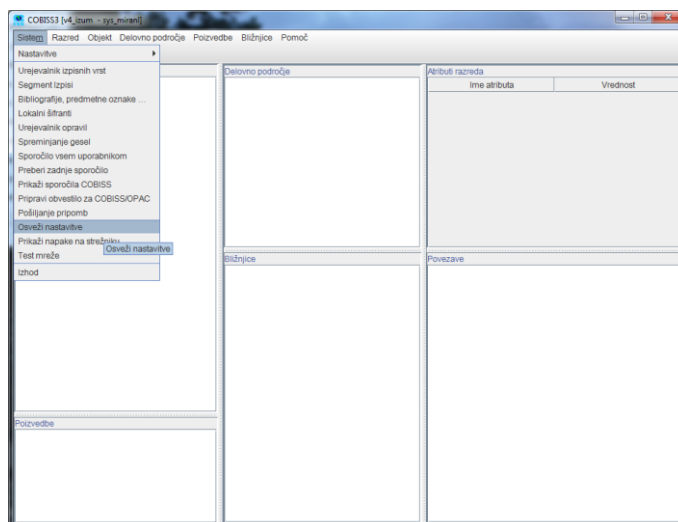 COBISS3 [v4_izum - sys_miranl]
Sistem Razred Objekt Delovno področje Poizvedbe Bližnjice Pomoč
Nastavitve
Urejevalnik izpisnih vrst
Segment Izpisi
Bibliografije, predmetne oznake ...
Lokalni šifranti
Urejevalnik opravil
Spreminjanje gesel
Sporočilo vsem uporabnikom
Preberi zadnje sporočilo
Prikaži sporočila COBISS
Pripravi obvestilo za COBISS/OPAC
Pošiljanje pripomb
Osveži nastavitve
Prikaži napake na strežniku
Osveži nastavitve
Test mreže
Izhod
Delovno področje
Atributi razreda
Ime atributa Vrednost
Bližnjice
Povezave
Poizvedbe